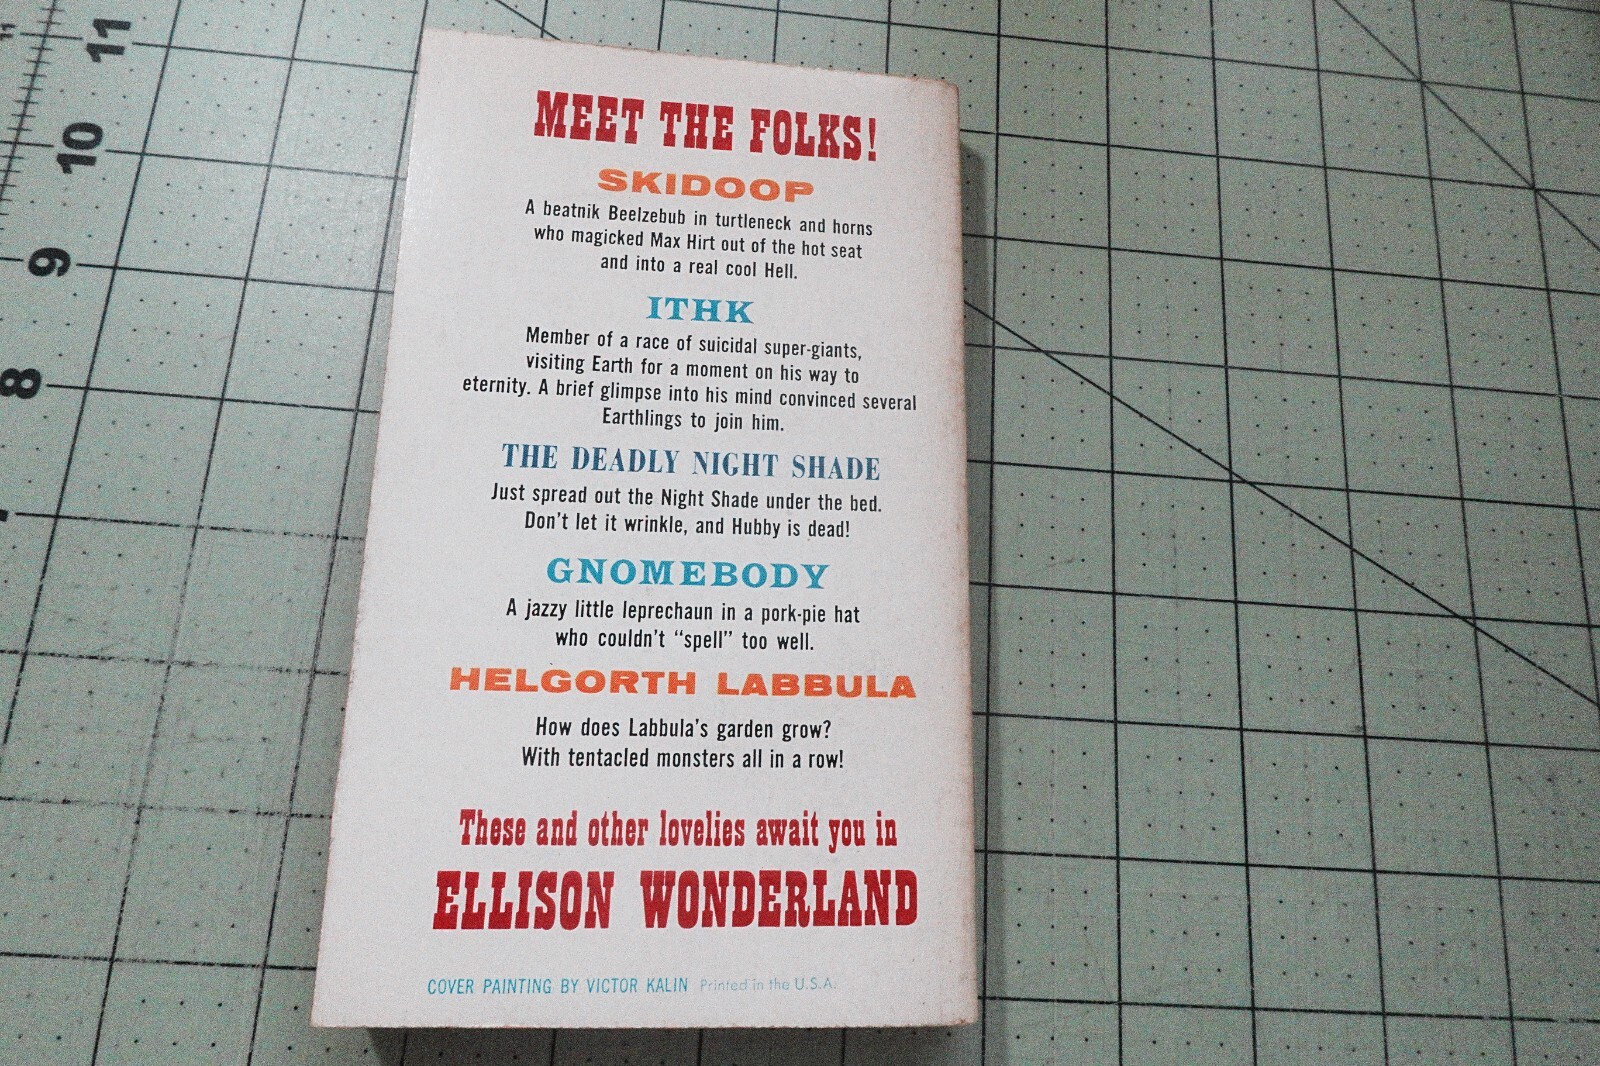 MEET THE FOLKS!
SKIDOOP
A beatnik Beelzebub in turtleneck and horns
who magicked Max Hirt out of the hot seat
and into a real cool Hell.
ITHK
Member of a race of suicidal super-giants,
visiting Earth for a moment on his way to
eternity. A brief glimpse into his mind convinced several
Earthlings to join him.
THE DEADLY NIGHT SHADE
Just spread out the Night Shade under the bed.
Don't let it wrinkle, and Hubby is dead!
GNOMEBODY
A jazzy little leprechaun in a pork-pie hat
who couldn't "spell" too well.
HELGORTH LABBULA
How does Labbula's garden grow?
With tentacled monsters all in a row!
These and other lovelies await you in
ELLISON WONDERLAND
COVER PAINTING BY VICTOR KALIN Printed in the U.S.A.
11
11
10
9
8